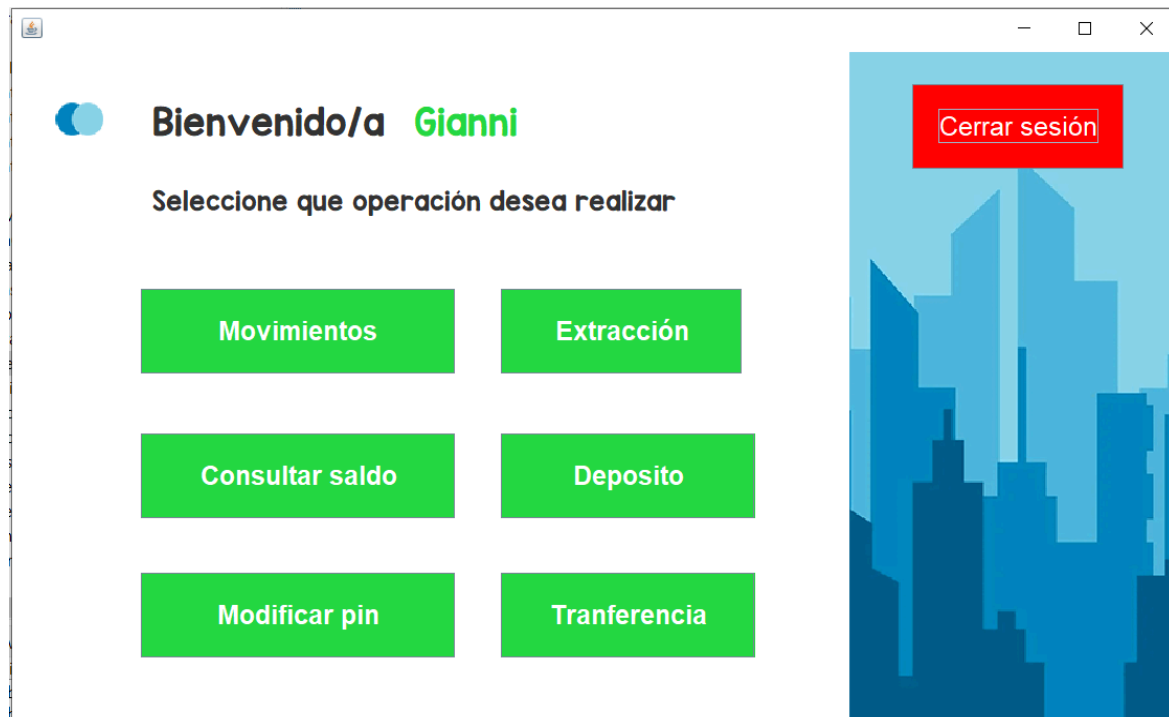 Bienvenido/a Gianni
Cerrar sesión
Seleccione que operación desea realizar
Movimientos
Extracción
Consultar saldo
Deposito
Modificar pin
Tranferencia